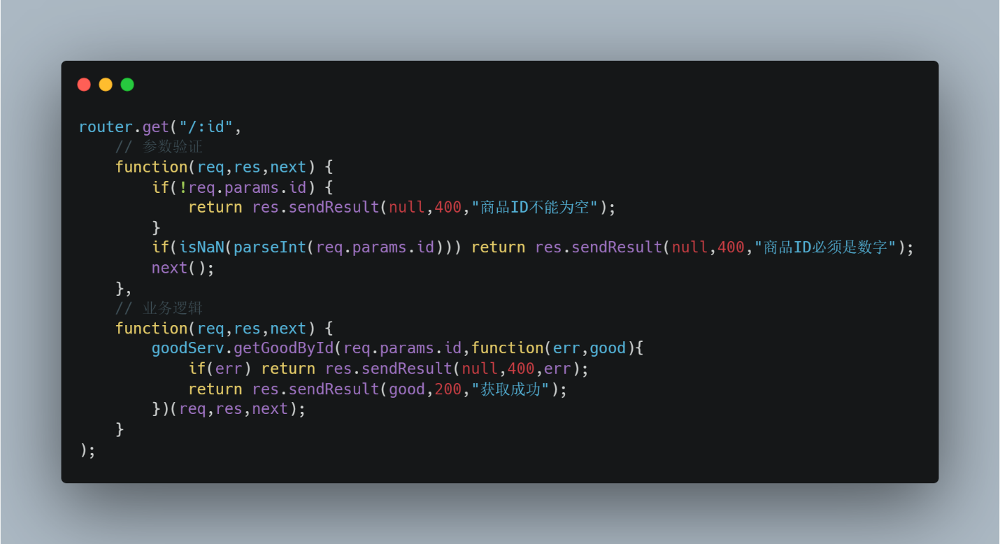 router.get("/:id",
    // 参数验证
    function(req,res,next) {
        if(!req.params.id) {
            return res.sendResult(null,400,"商品ID不能为空");
        }
        if(isNaN(parseInt(req.params.id))) return res.sendResult(null,400,"商品ID必须是数字");
        next();
    },
    // 业务逻辑
    function(req,res,next) {
        goodServ.getGoodById(req.params.id,function(err,good){
            if(err) return res.sendResult(null,400,err);
            return res.sendResult(good,200,"获取成功");
        })(req,res,next);
    }
);